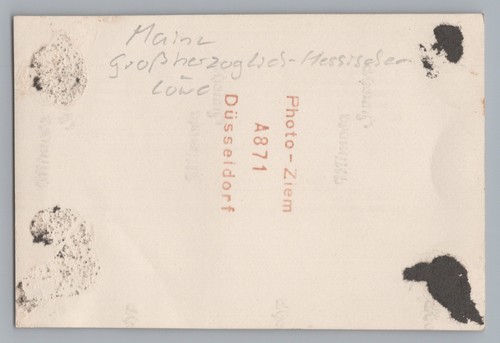 Mainz
Großherzoglich-Hessischer
Löwe
Photo-Ziem
A871
Düsseldorf